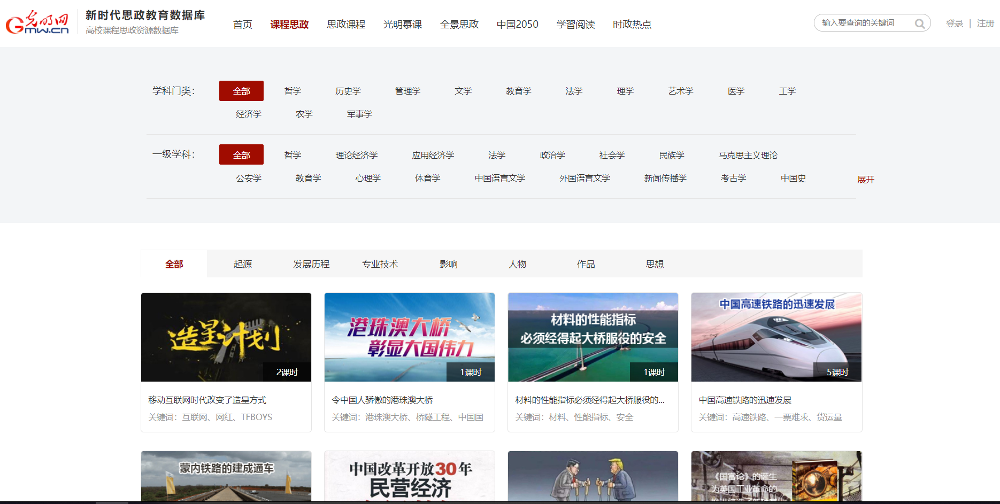 光明网
Gmw.cn
新时代思政教育数据库
高校课程思政资源数据库
首页 课程思政 思政课程 光明慕课 全景思政 中国2050 学習阅读 时政热点
输入要查询的关键词
登录 | 注册
学科门类： 全部 哲学 历史学 管理学 文学 教育学 法学 理学 艺术学 医学 工学
经济学 农学 军事学
一级学科： 全部 哲学 理论经济学 应用经济学 法学 政治学 社会学 民族学 马克思主义理论
公安学 教育学 心理学 体育学 中国语言文学 外国语言文学 新闻传播学 考古学 中国史 展开
全部 起源 发展历程 专业技术 影响 人物 作品 思想
造星计划
2课时
移动互联网时代改变了造星方式
关键词：互联网、网红、TFBOYS
港珠澳大桥
彰显大国伟力
1课时
令中国人骄傲的港珠澳大桥
关键词：港珠澳大桥、桥隧工程、中国国
材料的性能指标
必须经得起大桥服役的安全
1课时
材料的性能指标必须经得起大桥服役的...
关键词：材料、性能指标、安全
中国高速铁路的迅速发展
5课时
中国高速铁路的迅速发展
关键词：高速铁路、一票难求、货运量
蒙内铁路的建成通车
中国改革开放30年
民营经济
《国富论》的诞生
为英国工业革命的